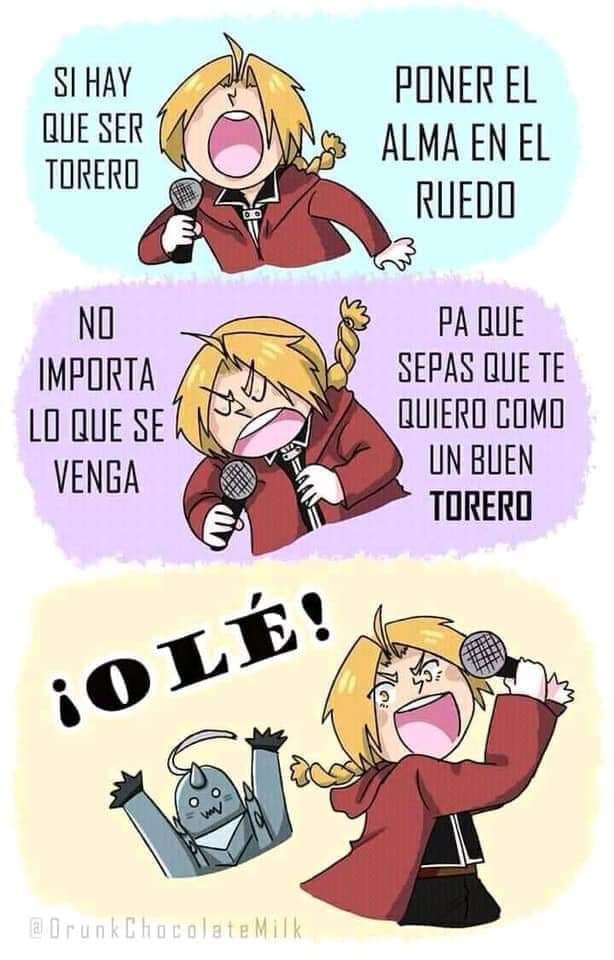 SI HAY
QUE SER
TORERO
PONER EL
ALMA EN EL
RUEDO
NO
IMPORTA
LO QUE SE
VENGA
PA QUE
SEPAS QUE TE
QUIERO COMO
UN BUEN
TORERO
¡OLÉ!
@DrunkChocolateMilk